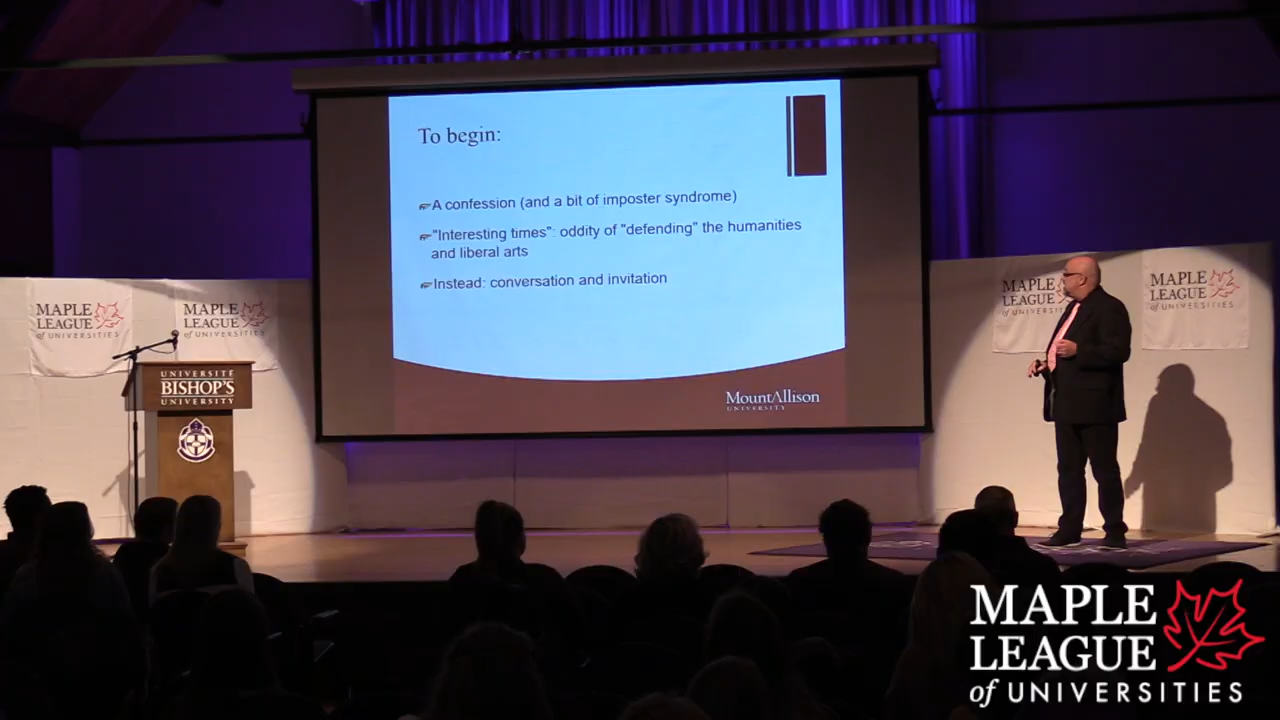 To begin:
A confession (and a bit of imposter syndrome)
"Interesting times": oddity of "defending" the humanities
and liberal arts
Instead: conversation and invitation
MountAllison
UNIVERSITY
MAPLE
LEAGUE
of UNIVERSITIES
MAPLE
LEAGUE
of UNIVERSITIES
UNIVERSITÉ
BISHOP'S
UNIVERSITY
MAPLE
LEAGUE
of UNIVERSIT
MAPLE
LEAGUE
of UNIVERSITIES
MAPLE
LEAGUE
of UNIVERSITIES